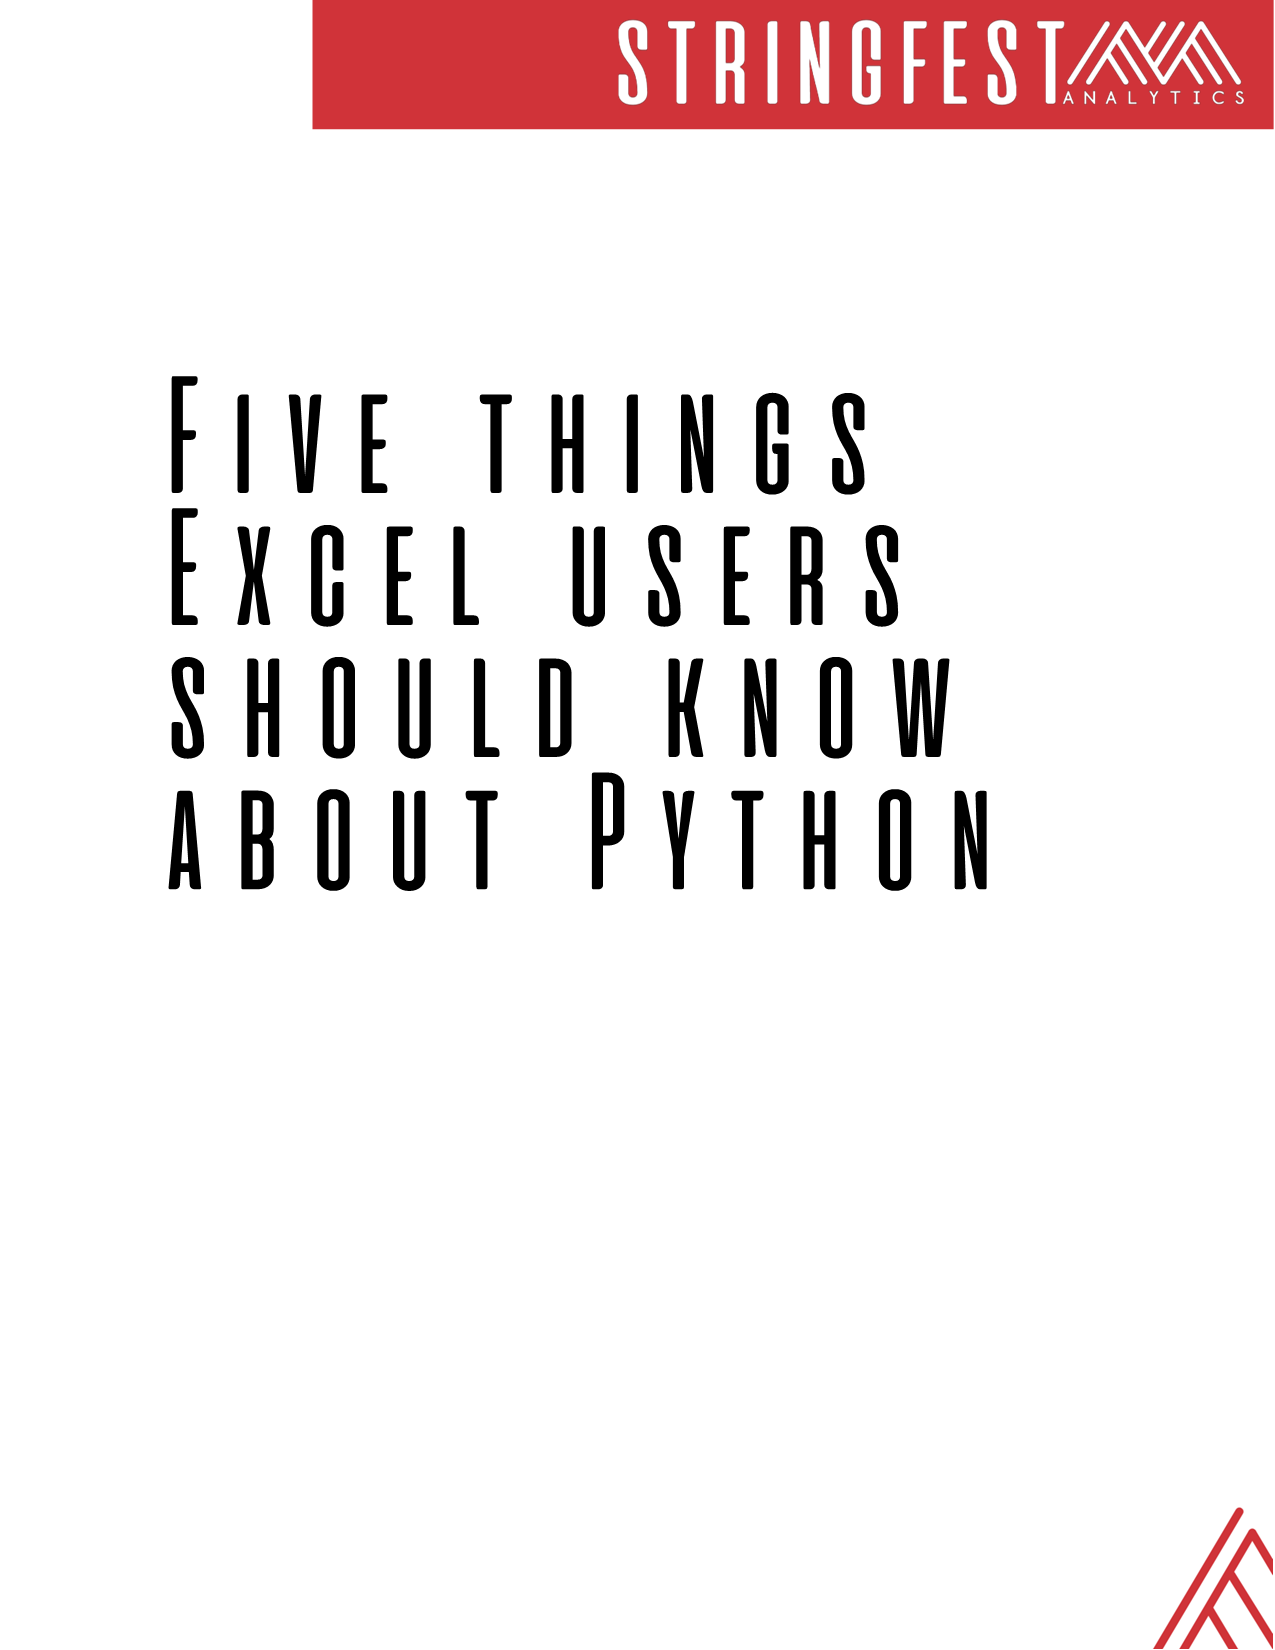 STRINGFEST
ANALYTICS
Five things
Excel users
should know
about Python